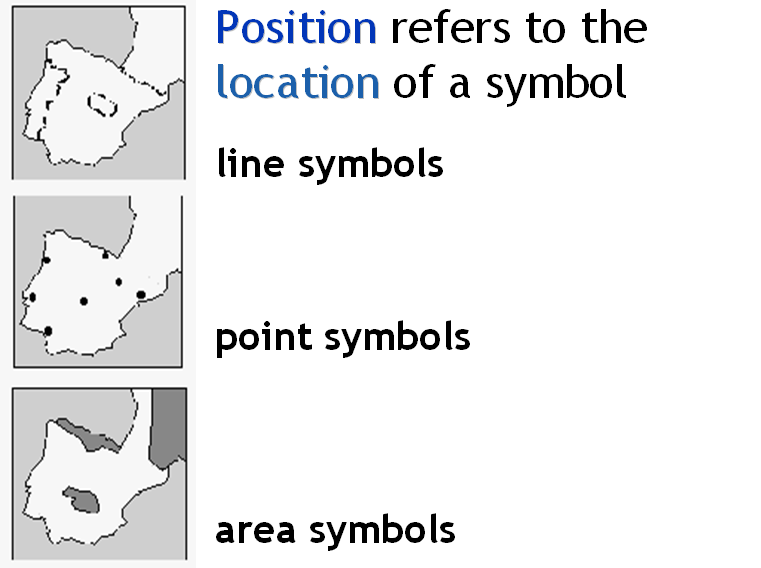 Position refers to the
location of a symbol
line symbols
point symbols
area symbols